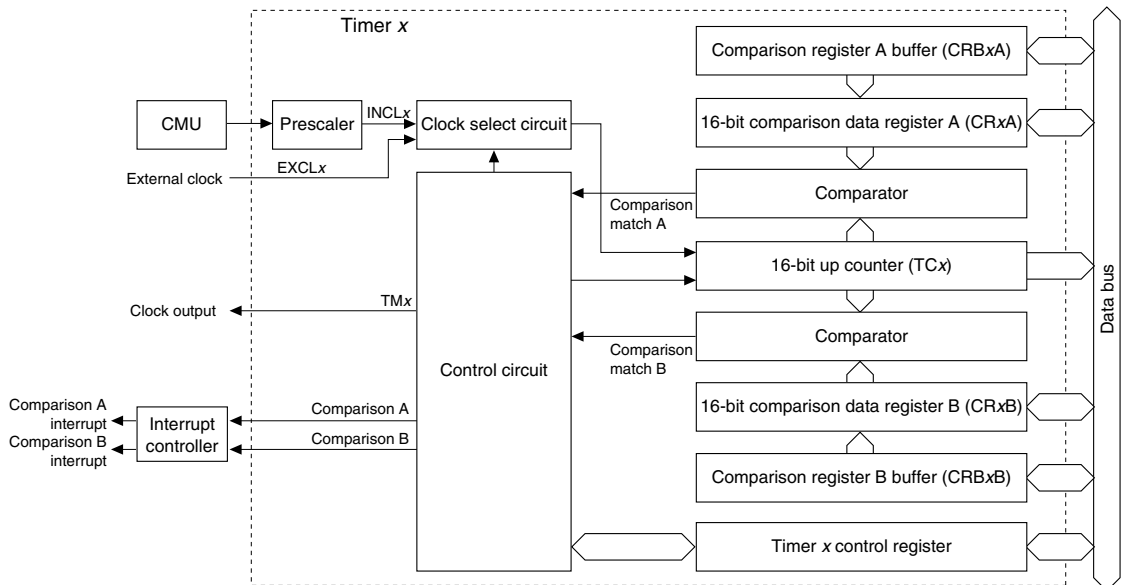 Timer x
Comparison register A buffer (CRBxA)
CMU
Prescaler
INCLx
Clock select circuit
16-bit comparison data register A (CRxA)
External clock
EXCLx
Comparison
match A
Comparator
16-bit up counter (TCx)
Clock output
TMx
Comparison
match B
Comparator
Control circuit
Data bus
16-bit comparison data register B (CRxB)
Comparison A
interrupt
Comparison B
interrupt
Interrupt
controller
Comparison A
Comparison B
Comparison register B buffer (CRBxB)
Timer x control register